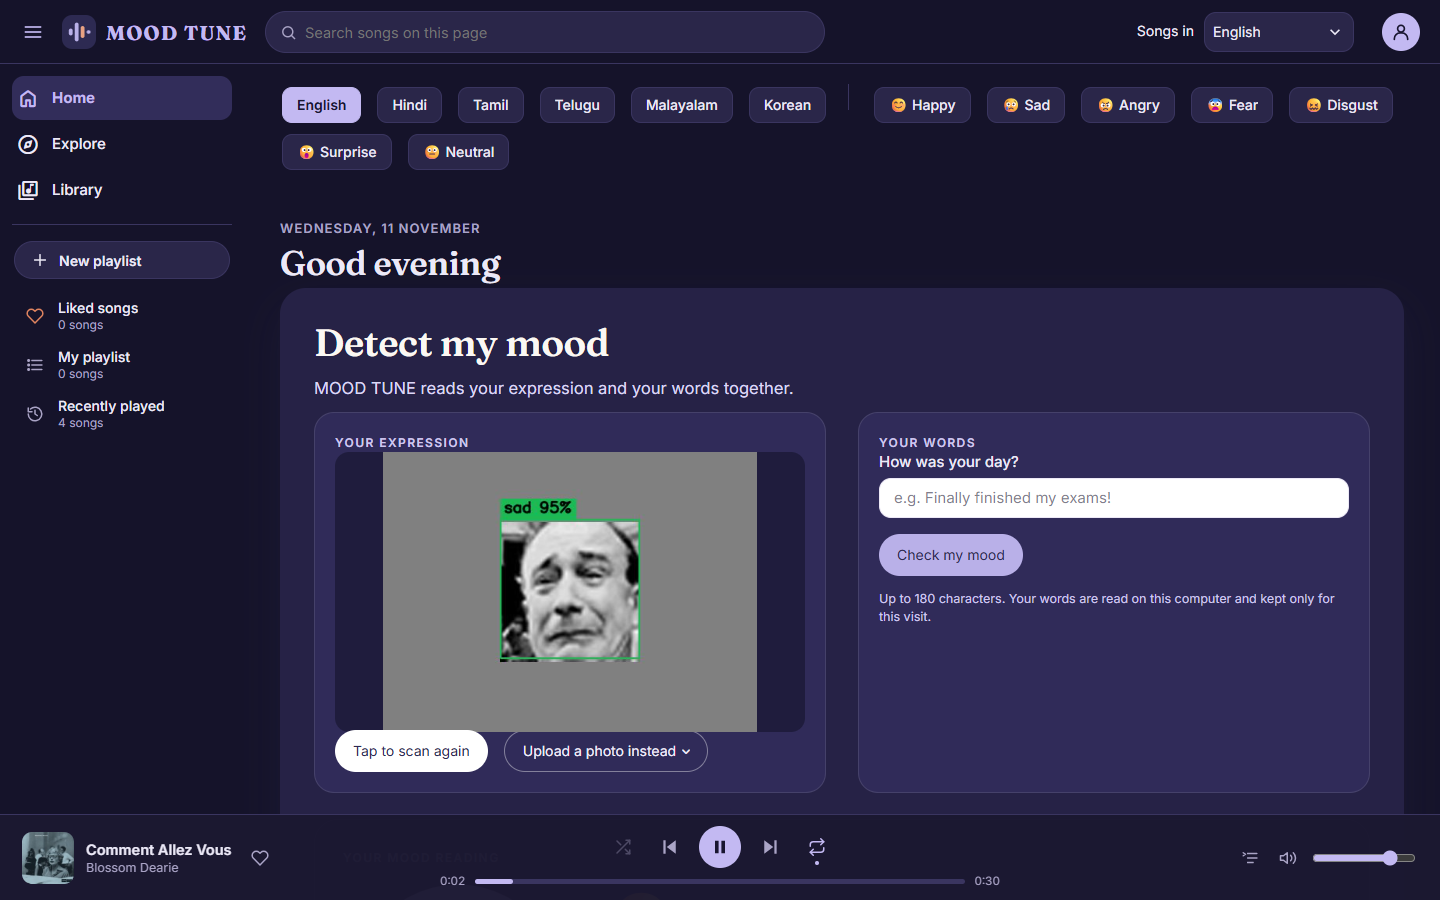 MOOD TUNE
Search songs on this page
Songs in
English
Home
Explore
Library
New playlist
Liked songs
0 songs
My playlist
0 songs
Recently played
4 songs
English
Hindi
Tamil
Telugu
Malayalam
Korean
Happy
Sad
Angry
Fear
Disgust
Surprise
Neutral
WEDNESDAY, 11 NOVEMBER
Good evening
Detect my mood
MOOD TUNE reads your expression and your words together.
YOUR EXPRESSION
sad 95%
Tap to scan again
Upload a photo instead
YOUR WORDS
How was your day?
e.g. Finally finished my exams!
Check my mood
Up to 180 characters. Your words are read on this computer and kept only for
this visit.
Comment Allez Vous
Blossom Dearie
0:02
0:30